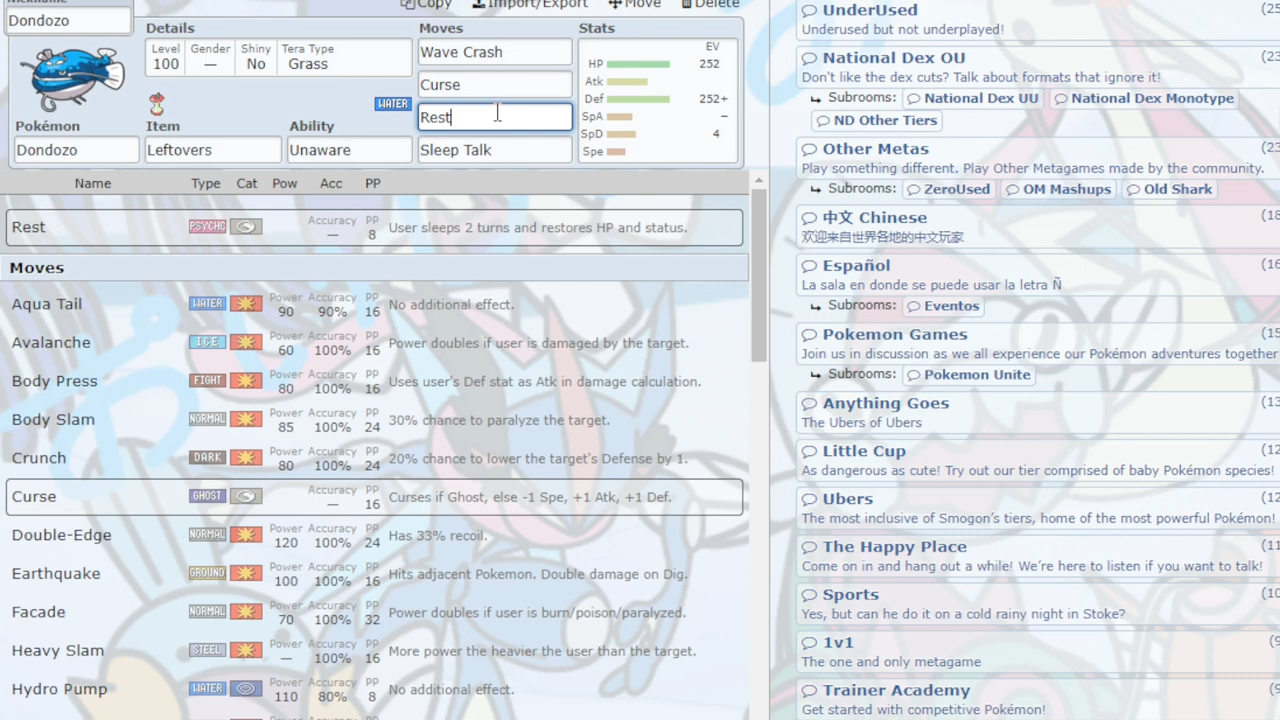 Nickname
Dondozo
Copy Import/Export Move Delete
Details Moves Stats
Level Gender Shiny Tera Type
100 — No Grass
Wave Crash
Curse
Rest
Sleep Talk
EV
HP 252
Atk
Def 252+
SpA –
SpD 4
Spe
WATER
Pokémon Item Ability
Dondozo Leftovers Unaware
Name Type Cat Pow Acc PP
Rest PSYCHC Accuracy — PP 8 User sleeps 2 turns and restores HP and status.
Moves
Aqua Tail WATER Power 90 Accuracy 90% PP 16 No additional effect.
Avalanche ICE Power 60 Accuracy 100% PP 16 Power doubles if user is damaged by the target.
Body Press FIGHT Power 80 Accuracy 100% PP 16 Uses user's Def stat as Atk in damage calculation.
Body Slam NORMAL Power 85 Accuracy 100% PP 24 30% chance to paralyze the target.
Crunch DARK Power 80 Accuracy 100% PP 24 20% chance to lower the target's Defense by 1.
Curse GHOST Accuracy — PP 16 Curses if Ghost, else -1 Spe, +1 Atk, +1 Def.
Double-Edge NORMAL Power 120 Accuracy 100% PP 24 Has 33% recoil.
Earthquake GROUND Power 100 Accuracy 100% PP 16 Hits adjacent Pokemon. Double damage on Dig.
Facade NORMAL Power 70 Accuracy 100% PP 32 Power doubles if user is burn/poison/paralyzed.
Heavy Slam STEEL Power — Accuracy 100% PP 16 More power the heavier the user than the target.
Hydro Pump WATER Power 110 Accuracy 80% PP 8 No additional effect.
UnderUsed (25
Underused but not underplayed!
National Dex OU (23
Don't like the dex cuts? Talk about formats that ignore it!
Subrooms: National Dex UU National Dex Monotype
ND Other Tiers
Other Metas (23
Play something different. Play Other Metagames made by the community.
Subrooms: ZeroUsed OM Mashups Old Shark
中文 Chinese (18
欢迎来自世界各地的中文玩家
Español (16
La sala en donde se puede usar la letra Ñ
Subrooms: Eventos
Pokemon Games (15
Join us in discussion as we all experience our Pokémon adventures together
Subrooms: Pokemon Unite
Anything Goes (13
The Ubers of Ubers
Little Cup (12
As dangerous as cute! Try out our tier comprised of baby Pokémon species!
Ubers (12
The most inclusive of Smogon's tiers, home of the most powerful Pokémon!
The Happy Place (11
Come on in and hang out a while! We're here to listen if you want to talk!
Sports (10
Yes, but can he do it on a cold rainy night in Stoke?
1v1
The one and only metagame
Trainer Academy (9
Get started with competitive Pokémon!